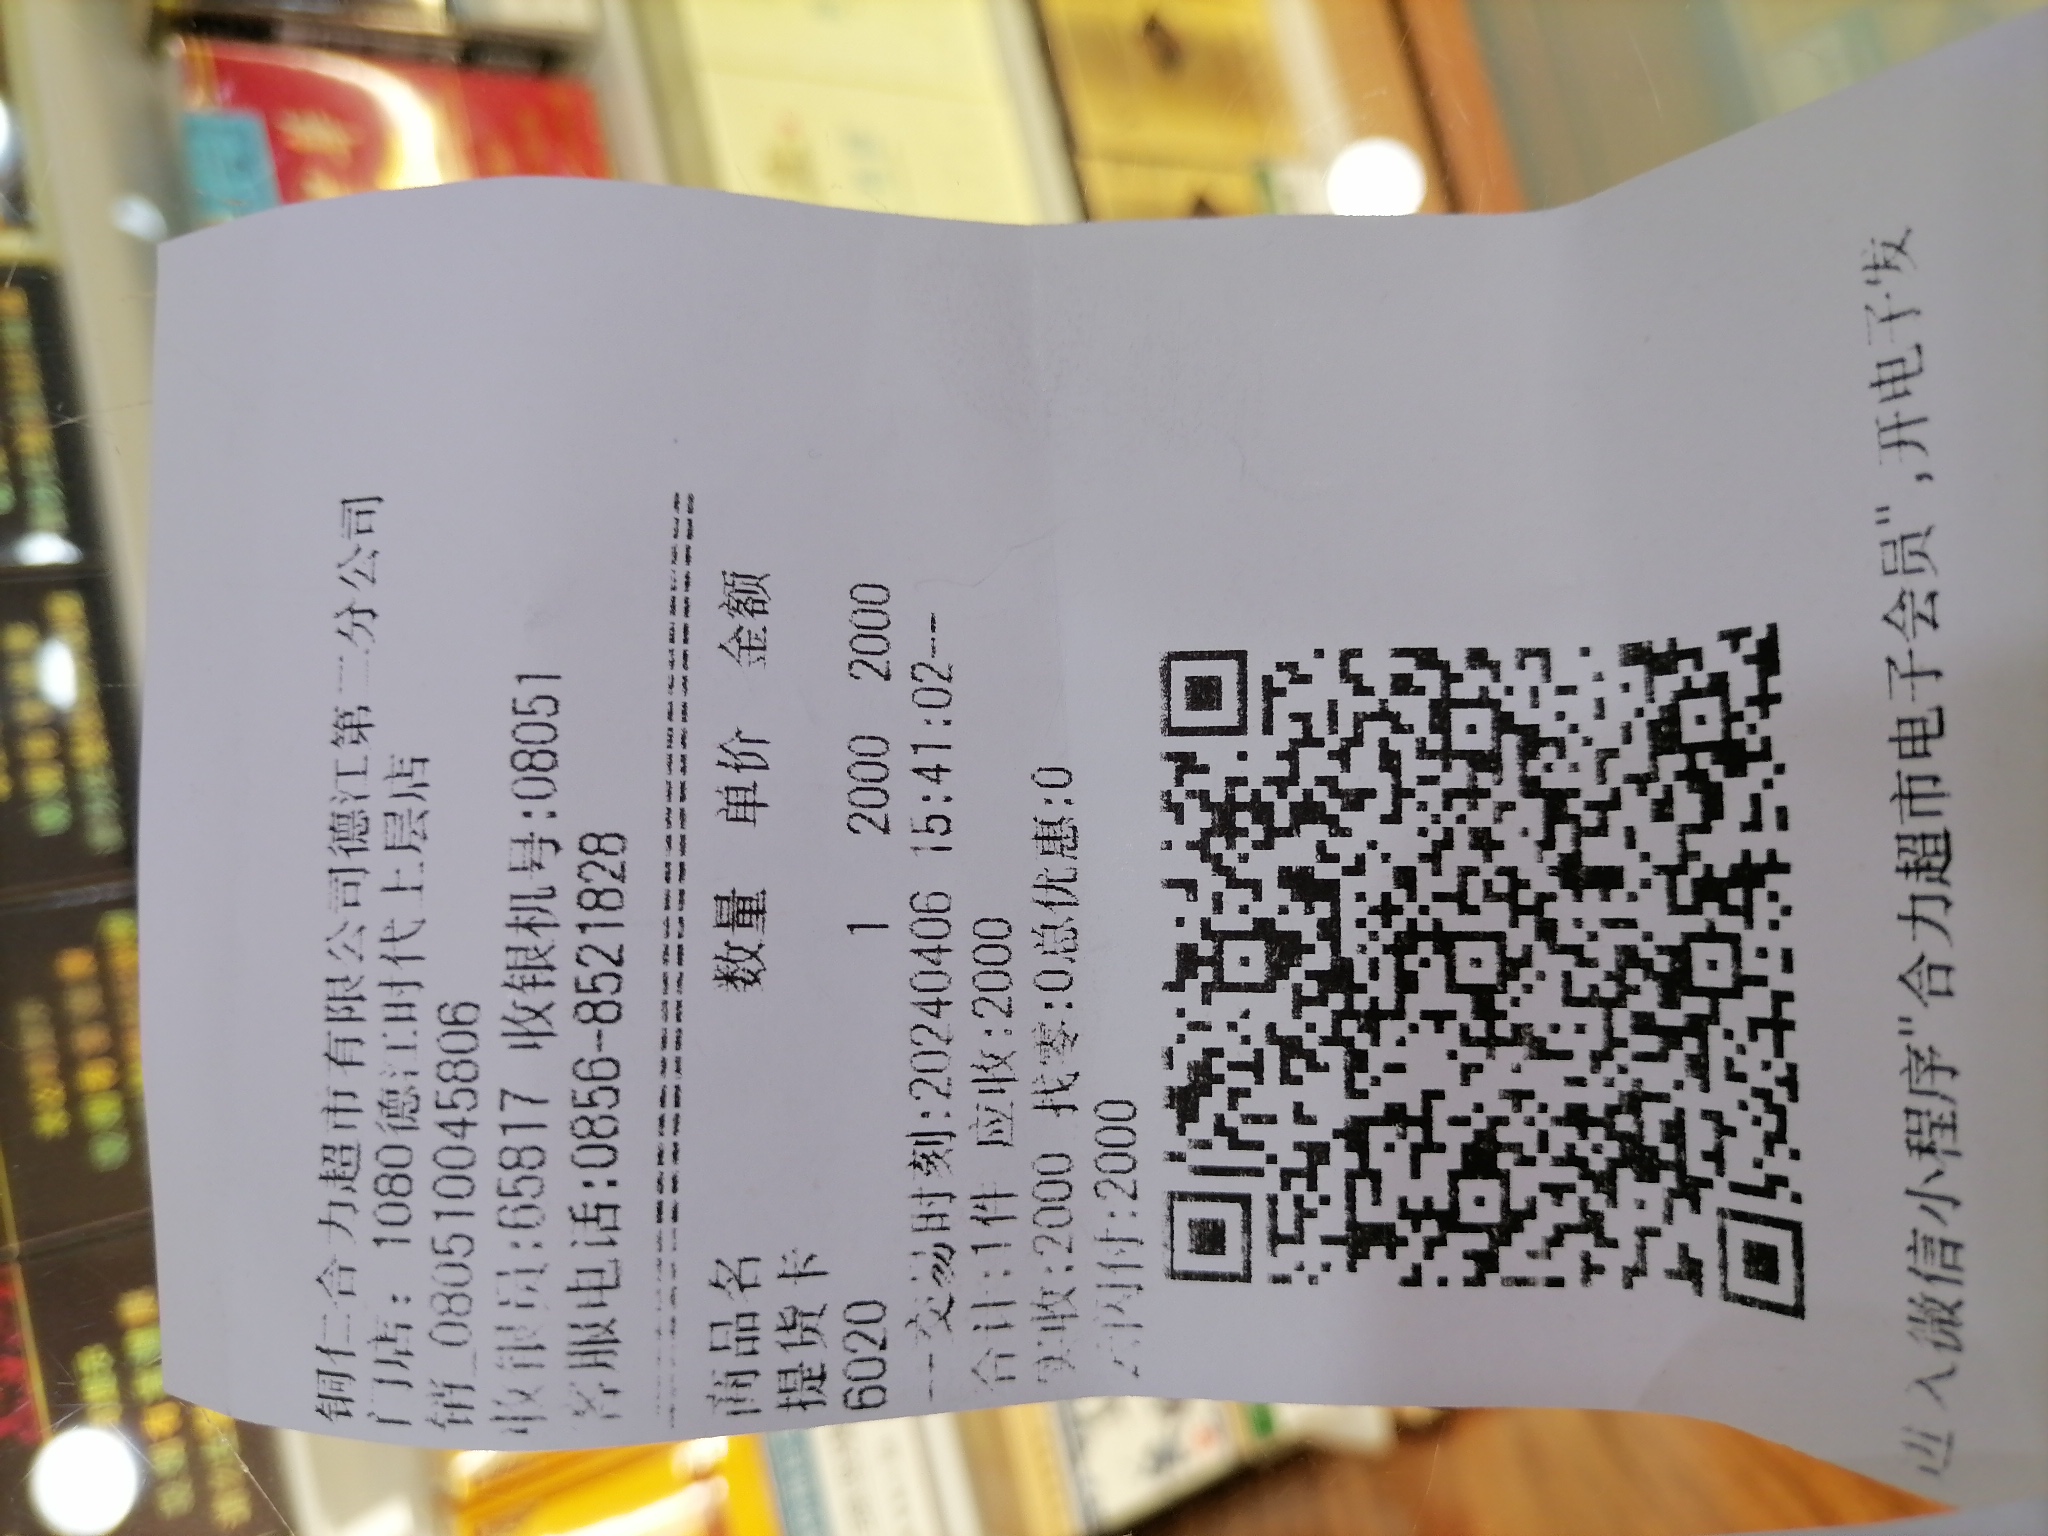 铜仁合力超市有限公司德江第二分公司
门店: 1080德江时代上层店
销_080510045806
收银员:65817 收银机号:08051
客服电话:0856-8521828
================================
商品名 数量 单价 金额
提货卡
6020 1 2000 2000
--交易时刻:20240406 15:41:02--
合计:1件 应收:2000
实收:2000 找零:0总优惠:0
云闪付:2000
进入微信小程序"合力超市电子会员",开电子发